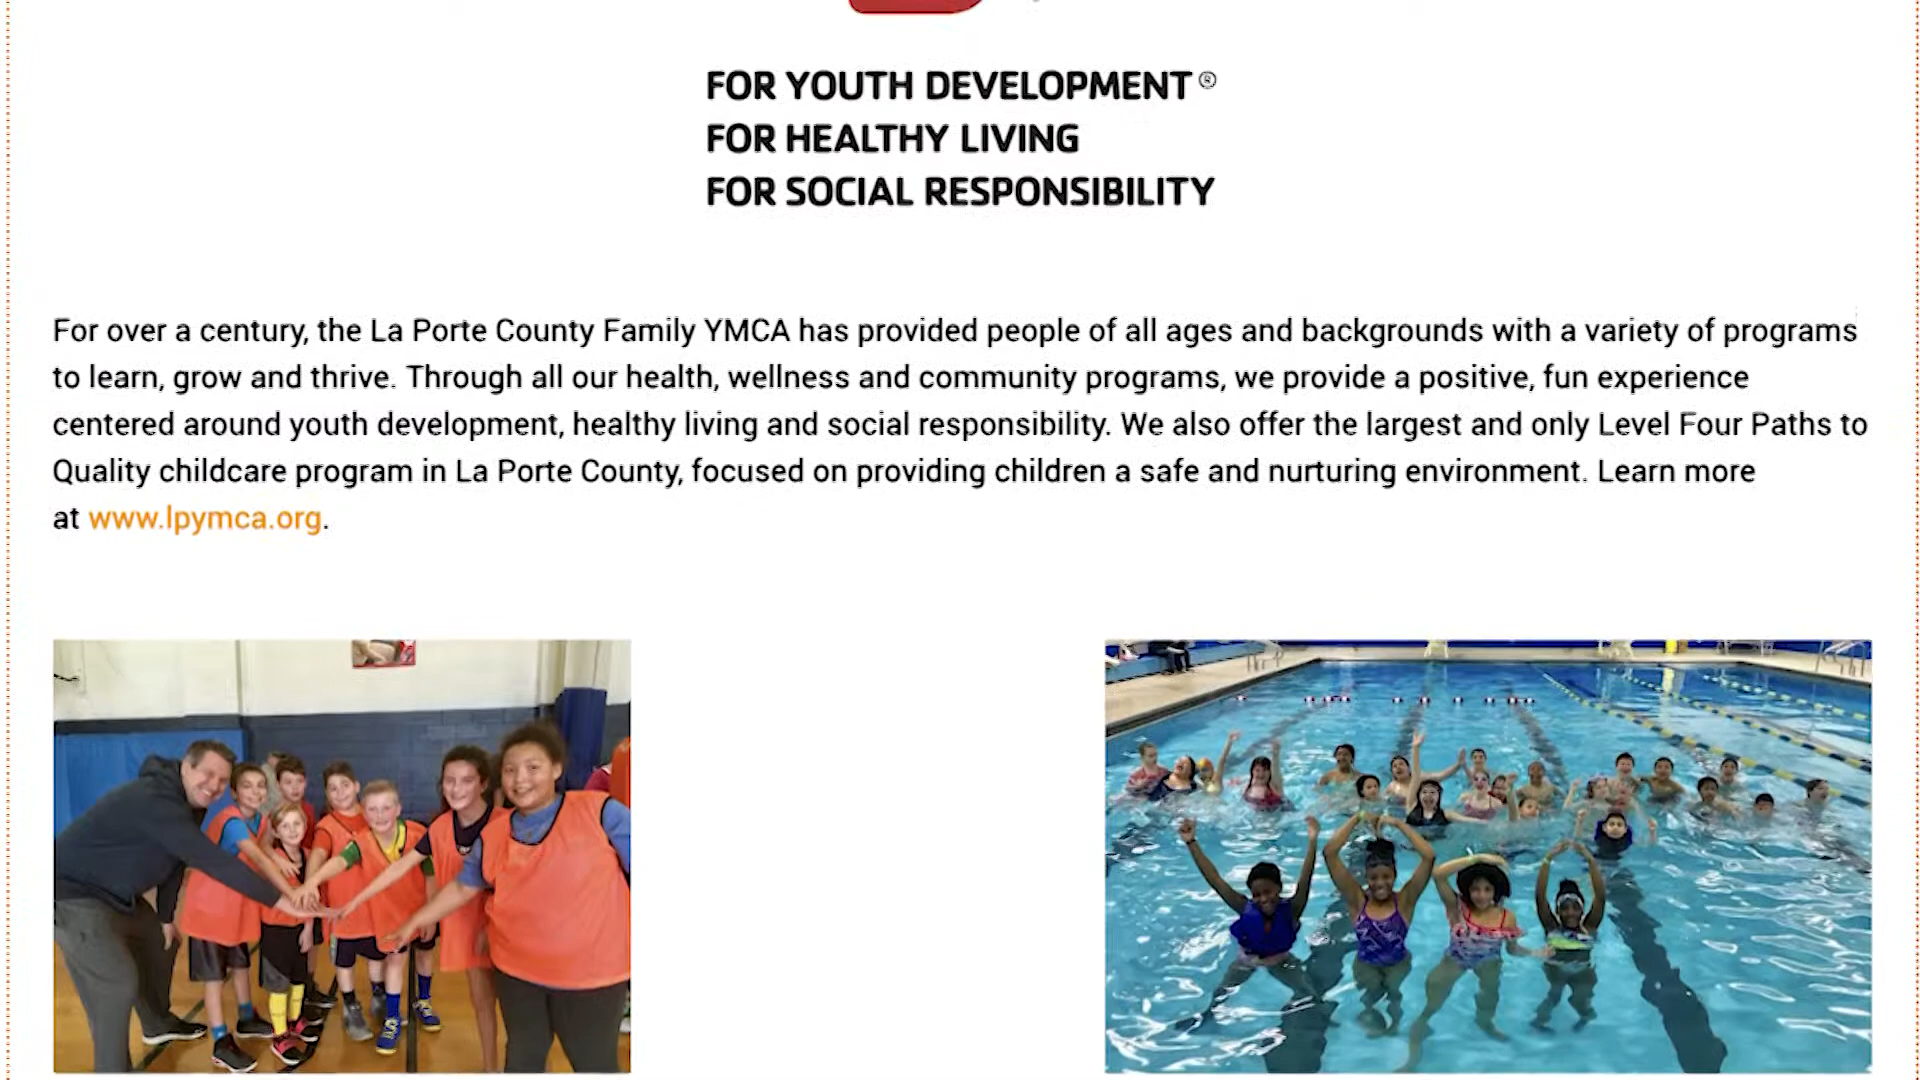 FOR YOUTH DEVELOPMENT®
FOR HEALTHY LIVING
FOR SOCIAL RESPONSIBILITY
For over a century, the La Porte County Family YMCA has provided people of all ages and backgrounds with a variety of programs
to learn, grow and thrive. Through all our health, wellness and community programs, we provide a positive, fun experience
centered around youth development, healthy living and social responsibility. We also offer the largest and only Level Four Paths to
Quality childcare program in La Porte County, focused on providing children a safe and nurturing environment. Learn more
at www.lpymca.org.